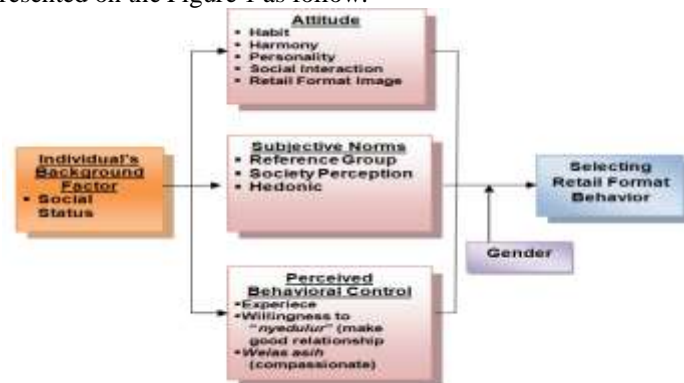 resented on the Figure 1 as follow:
Attitude
▪ Habit
▪ Harmony
▪ Personality
▪ Social Interaction
▪ Retail Format Image
Individual's
Background
Factor
▪ Social
Status
Subjective Norms
▪ Reference Group
▪ Society Perception
▪ Hedonic
Perceived
Behavioral Control
▪Experiece
▪Willingness to
"nyedulur" (make
good relationship
▪Welas asih
(compassionate)
Gender
Selecting
Retail Format
Behavior